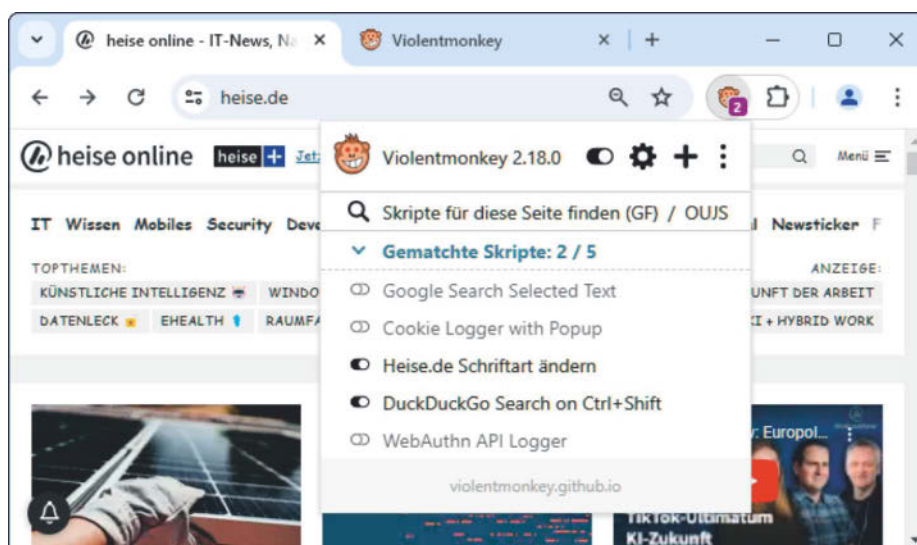 heise online - IT-News, Na
Violentmonkey
heise.de
2
heise online heise + Jetz
Menü
Violentmonkey 2.18.0
Skripte für diese Seite finden (GF) / OUJS
Gematchte Skripte: 2 / 5
Google Search Selected Text
Cookie Logger with Popup
Heise.de Schriftart ändern
DuckDuckGo Search on Ctrl+Shift
WebAuthn API Logger
violentmonkey.github.io
IT Wissen Mobiles Security Deve
l Newsticker F
TOPTHEMEN:
ANZEIGE:
KÜNSTLICHE INTELLIGENZ WINDO
UNFT DER ARBEIT
DATENLECK EHEALTH RAUMFA
KI + HYBRID WORK
: Europol...
TikTok-Ultimatum
KI-Zukunft